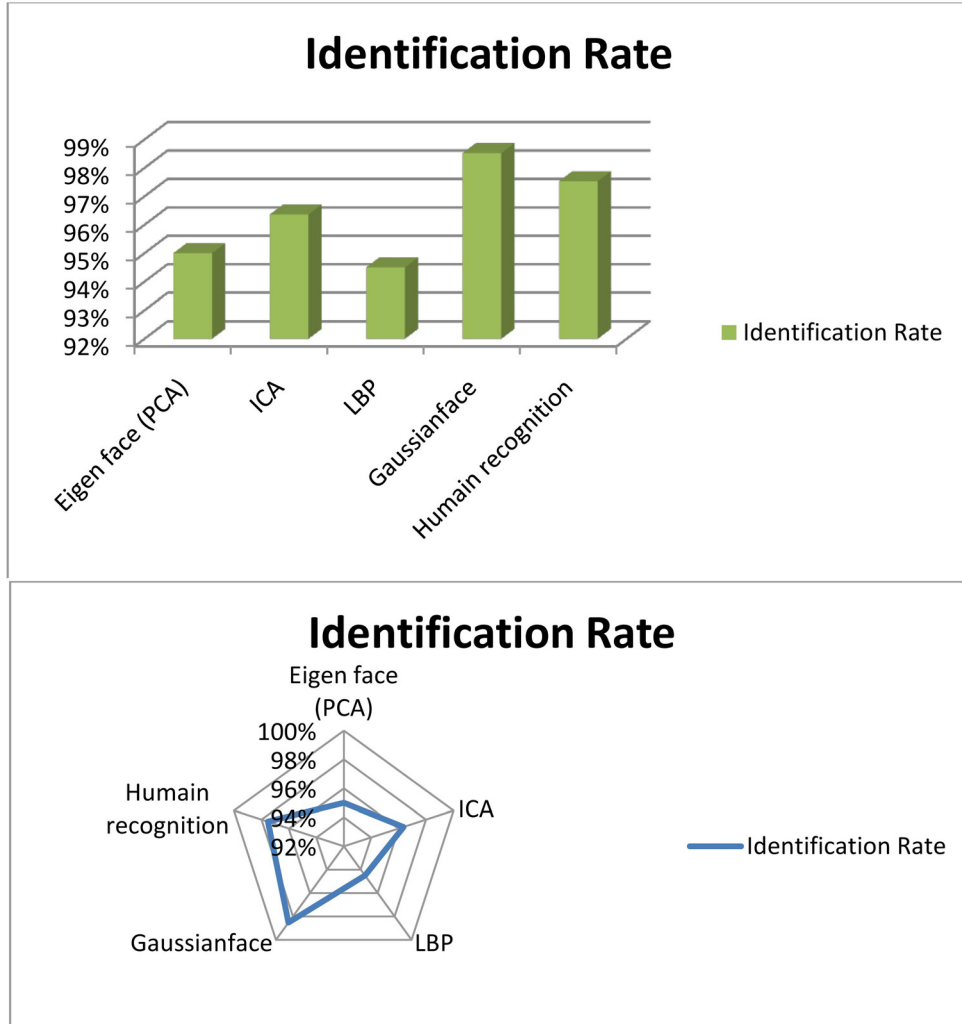 Identification Rate
99%
98%
97%
96%
95%
94%
93%
92%
Identification Rate
Eigen face (PCA)
ICA
LBP
Gaussianface
Humain recognition
Identification Rate
Eigen face
(PCA)
100%
98%
96%
94%
92%
Humain
recognition
ICA
Identification Rate
Gaussianface
LBP